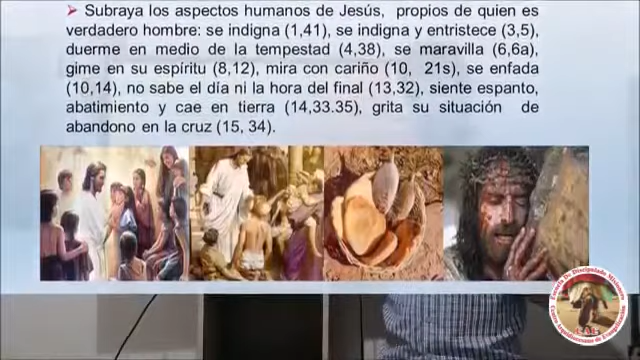 ➢ Subraya los aspectos humanos de Jesús, propios de quien es
verdadero hombre: se indigna (1,41), se indigna y entristece (3,5),
duerme en medio de la tempestad (4,38), se maravilla (6,6a),
gime en su espíritu (8,12), mira con cariño (10, 21s), se enfada
(10,14), no sabe el día ni la hora del final (13,32), siente espanto,
abatimiento y cae en tierra (14,33.35), grita su situación de
abandono en la cruz (15, 34).
Escuela De Discipulado Misionero